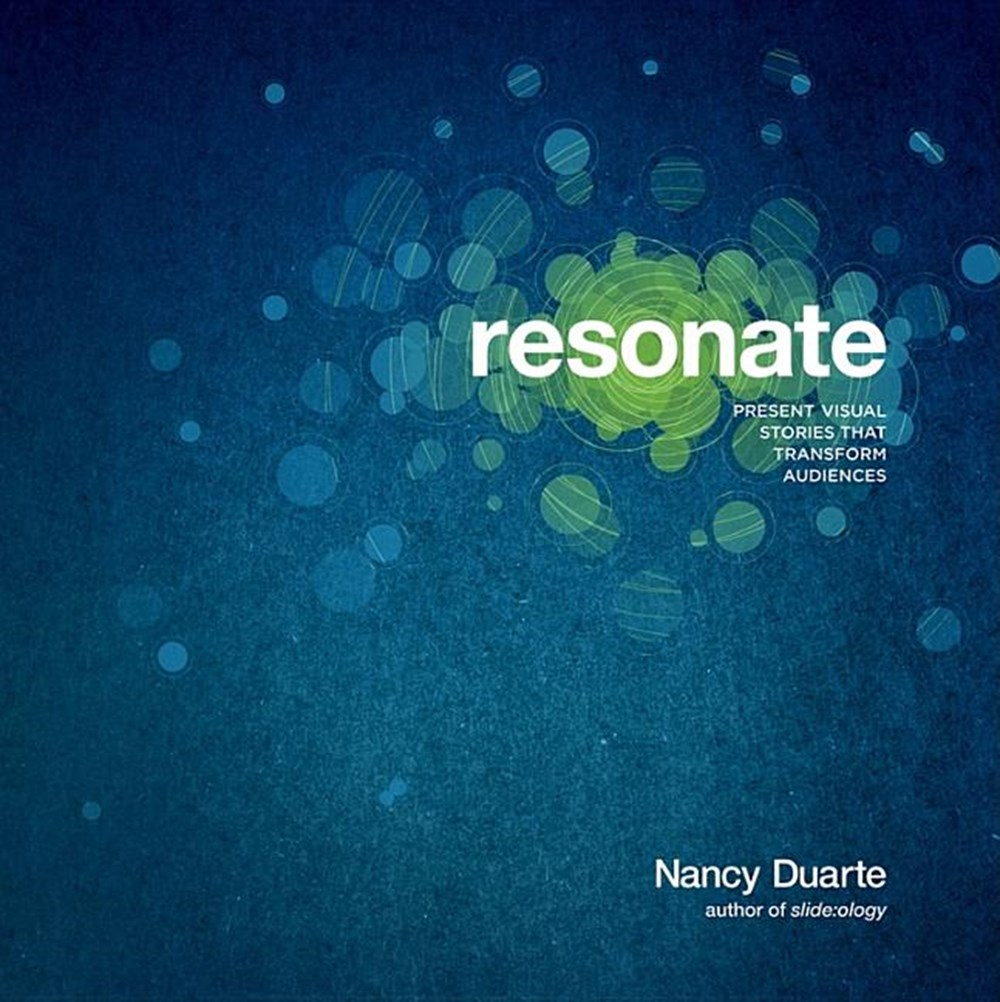 resonate
PRESENT VISUAL
STORIES THAT
TRANSFORM
AUDIENCES
Nancy Duarte
author of slide:ology